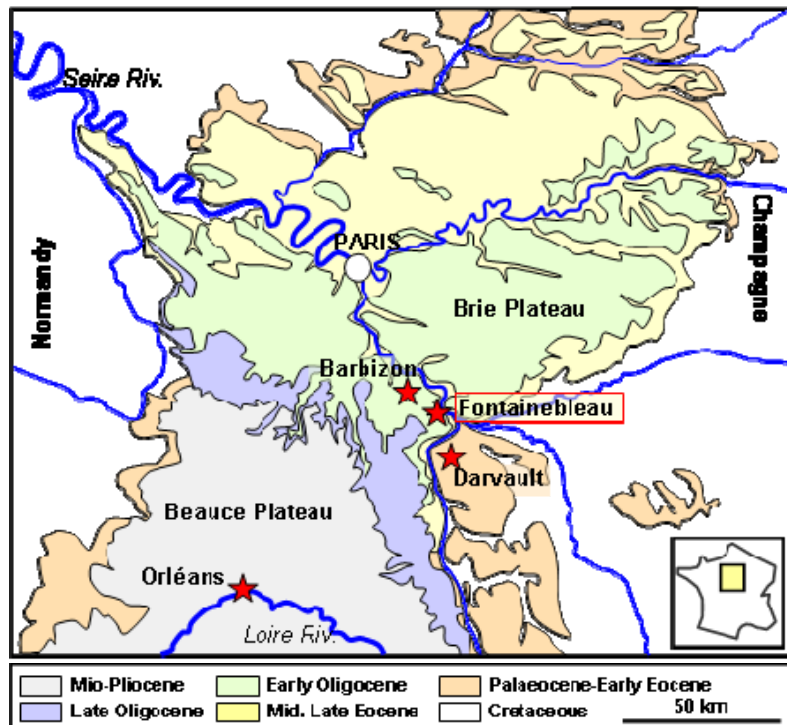 Seine Riv.
Normandy
Champagne
PARIS
Brie Plateau
Barbizon
Fontainebleau
Darvault
Beauce Plateau
Orléans
Loire Riv.
Mio-Pliocene
Early Oligocene
Palaeocene-Early Eocene
Late Oligocene
Mid. Late Eocene
Cretaceous
50 km